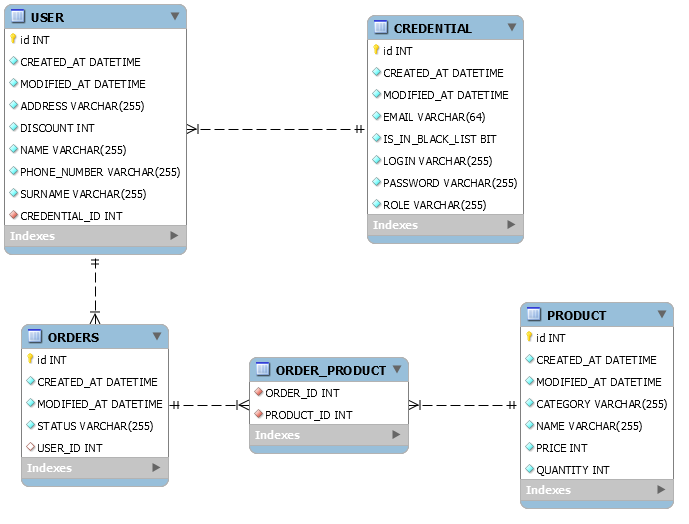 USER
id INT
CREATED_AT DATETIME
MODIFIED_AT DATETIME
ADDRESS VARCHAR(255)
DISCOUNT INT
NAME VARCHAR(255)
PHONE_NUMBER VARCHAR(255)
SURNAME VARCHAR(255)
CREDENTIAL_ID INT
Indexes
CREDENTIAL
id INT
CREATED_AT DATETIME
MODIFIED_AT DATETIME
EMAIL VARCHAR(64)
IS_IN_BLACK_LIST BIT
LOGIN VARCHAR(255)
PASSWORD VARCHAR(255)
ROLE VARCHAR(255)
Indexes
ORDERS
id INT
CREATED_AT DATETIME
MODIFIED_AT DATETIME
STATUS VARCHAR(255)
USER_ID INT
Indexes
ORDER_PRODUCT
ORDER_ID INT
PRODUCT_ID INT
Indexes
PRODUCT
id INT
CREATED_AT DATETIME
MODIFIED_AT DATETIME
CATEGORY VARCHAR(255)
NAME VARCHAR(255)
PRICE INT
QUANTITY INT
Indexes